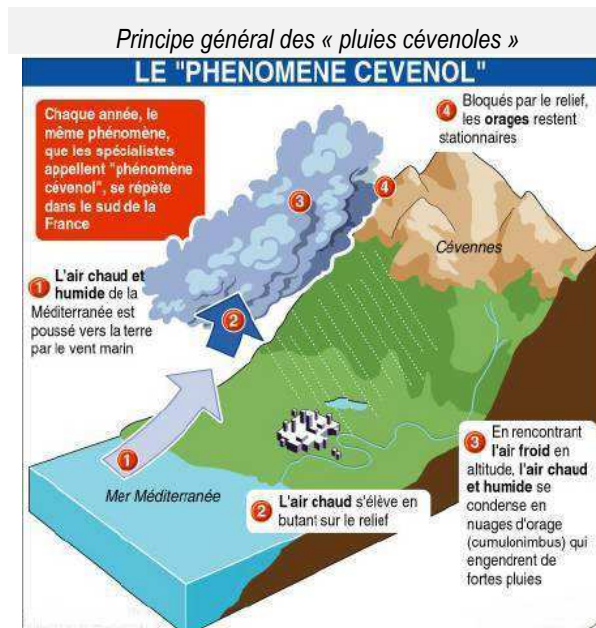 Principe général des « pluies cévenoles »
LE "PHENOMENE CEVENOL"
Chaque année, le
même phénomène,
que les spécialistes
appellent "phénomène
cévenol", se répète
dans le sud de la
France
4 Bloqués par le relief,
les orages restent
stationnaires
3
4
Cévennes
1 L'air chaud et
humide de la
Méditerranée est
poussé vers la terre
par le vent marin
2
1
Mer Méditerranée
2 L'air chaud s'élève en
butant sur le relief
3 En rencontrant
l'air froid en
altitude, l'air chaud
et humide se
condense en
nuages d'orage
(cumulonimbus) qui
engendrent de
fortes pluies